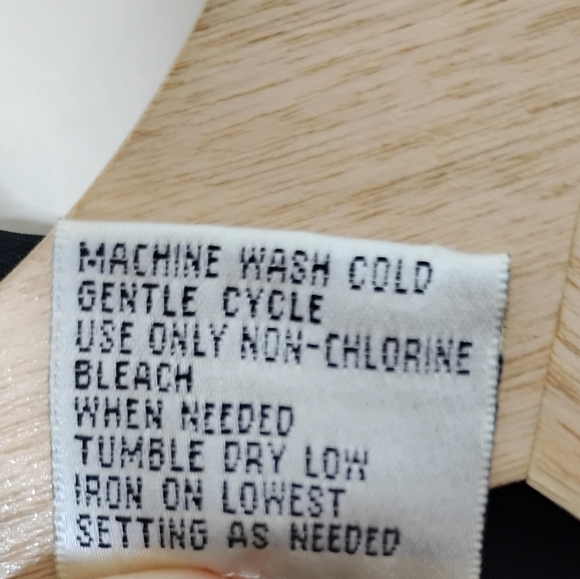 MACHINE WASH COLD
GENTLE CYCLE
USE ONLY NON-CHLORINE
BLEACH
WHEN NEEDED
TUMBLE DRY LOW
IRON ON LOWEST
SETTING AS NEEDED